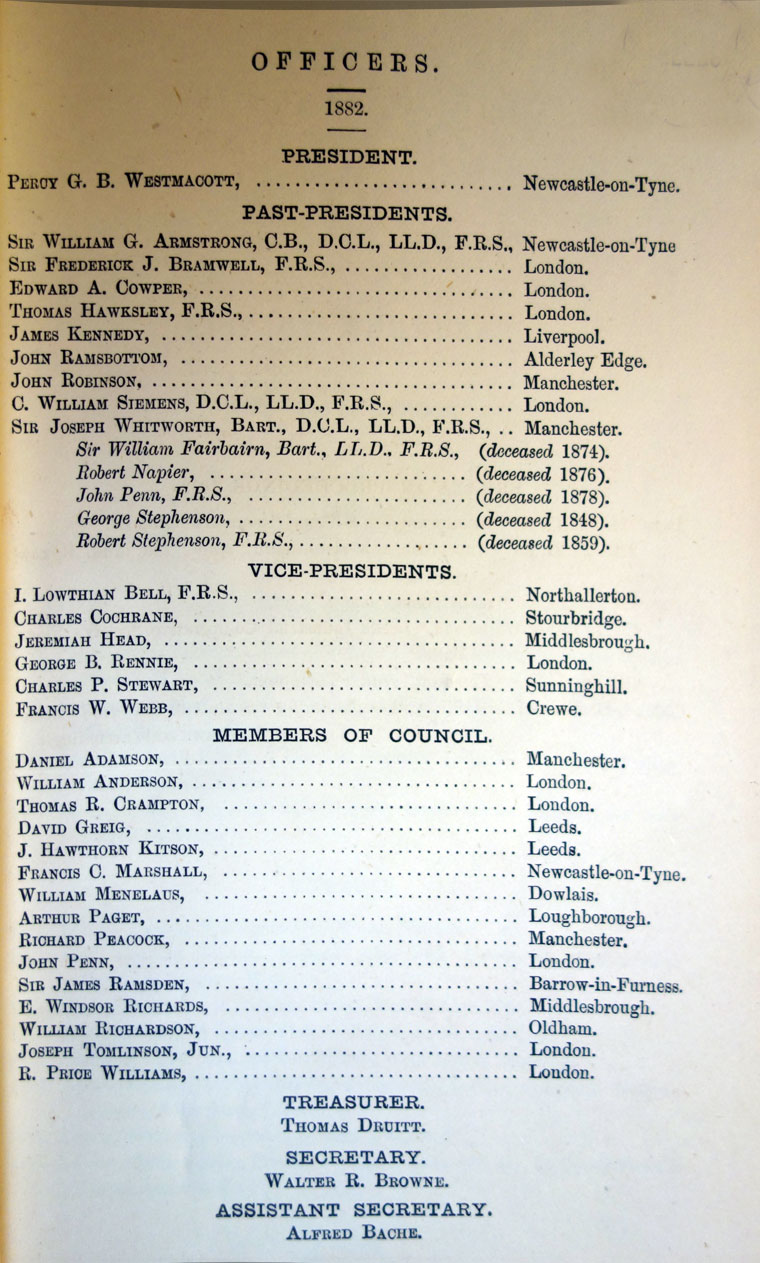 OFFICERS.
1882.
PRESIDENT.
PERCY G. B. WESTMACOTT, .......................... Newcastle-on-Tyne.
PAST-PRESIDENTS.
SIR WILLIAM G. ARMSTRONG, C.B., D.C.L., LL.D., F.R.S., Newcastle-on-Tyne
SIR FREDERICK J. BRAMWELL, F.R.S., ................. London.
EDWARD A. COWPER, ................................ London.
THOMAS HAWKSLEY, F.R.S., ........................... London.
JAMES KENNEDY, .................................... Liverpool.
JOHN RAMSBOTTOM, .................................. Alderley Edge.
JOHN ROBINSON, ..................................... Manchester.
C. WILLIAM SIEMENS, D.C.L., LL.D., F.R.S., ............ London.
SIR JOSEPH WHITWORTH, BART., D.C.L., LL.D., F.R.S., .. Manchester.
Sir William Fairbairn, Bart., LL.D., F.R.S., (deceased 1874).
Robert Napier, .......................... (deceased 1876).
John Penn, F.R.S., ...................... (deceased 1878).
George Stephenson, ....................... (deceased 1848).
Robert Stephenson, F.R.S., ................. (deceased 1859).
VICE-PRESIDENTS.
I. LOWTHIAN BELL, F.R.S., ........................... Northallerton.
CHARLES COCHRANE, ................................. Stourbridge.
JEREMIAH HEAD, .................................... Middlesbrough.
GEORGE B. RENNIE, ................................. London.
CHARLES P. STEWART, ............................... Sunninghill.
FRANCIS W. WEBB, .................................. Crewe.
MEMBERS OF COUNCIL.
DANIEL ADAMSON, ................................... Manchester.
WILLIAM ANDERSON, ................................. London.
THOMAS R. CRAMPTON, .............................. London.
DAVID GREIG, ...................................... Leeds.
J. HAWTHORN KITSON, ............................... Leeds.
FRANCIS C. MARSHALL, .............................. Newcastle-on-Tyne.
WILLIAM MENELAUS, ................................ Dowlais.
ARTHUR PAGET, ..................................... Loughborough.
RICHARD PEACOCK, .................................. Manchester.
JOHN PENN, ........................................ London.
SIR JAMES RAMSDEN, ................................ Barrow-in-Furness.
E. WINDSOR RICHARDS, .............................. Middlesbrough.
WILLIAM RICHARDSON, ............................... Oldham.
JOSEPH TOMLINSON, JUN., ............................ London.
R. PRICE WILLIAMS, ................................. London.
TREASURER.
THOMAS DRUITT.
SECRETARY.
WALTER R. BROWNE.
ASSISTANT SECRETARY.
ALFRED BACHE.